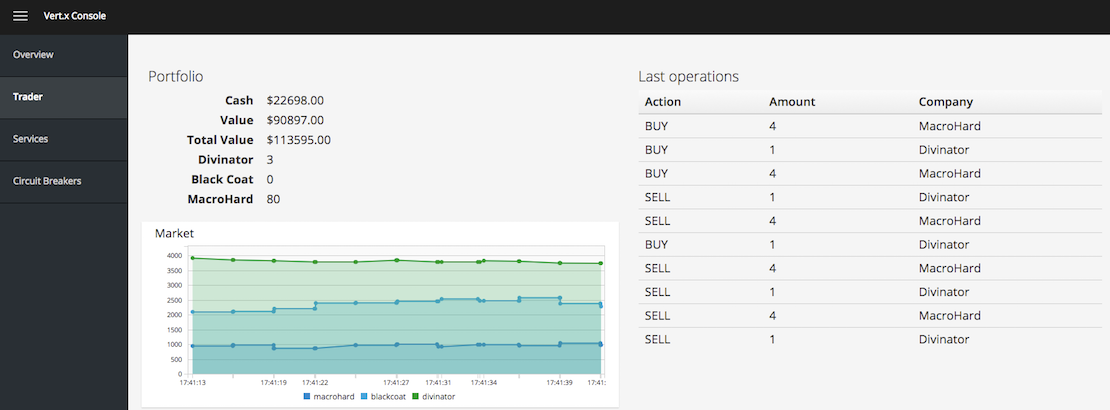 Vert.x Console
Overview
Trader
Services
Circuit Breakers
Portfolio
Cash $22698.00
Value $90897.00
Total Value $113595.00
Divinator 3
Black Coat 0
MacroHard 80
Market
4000
3500
3000
2500
2000
1500
1000
500
0
17:41:13 17:41:19 17:41:22 17:41:27 17:41:31 17:41:34 17:41:39 17:41:
macrohard blackcoat divinator
Last operations
Action Amount Company
BUY 4 MacroHard
BUY 1 Divinator
BUY 4 MacroHard
SELL 1 Divinator
SELL 4 MacroHard
BUY 1 Divinator
SELL 4 MacroHard
SELL 1 Divinator
SELL 4 MacroHard
SELL 1 Divinator